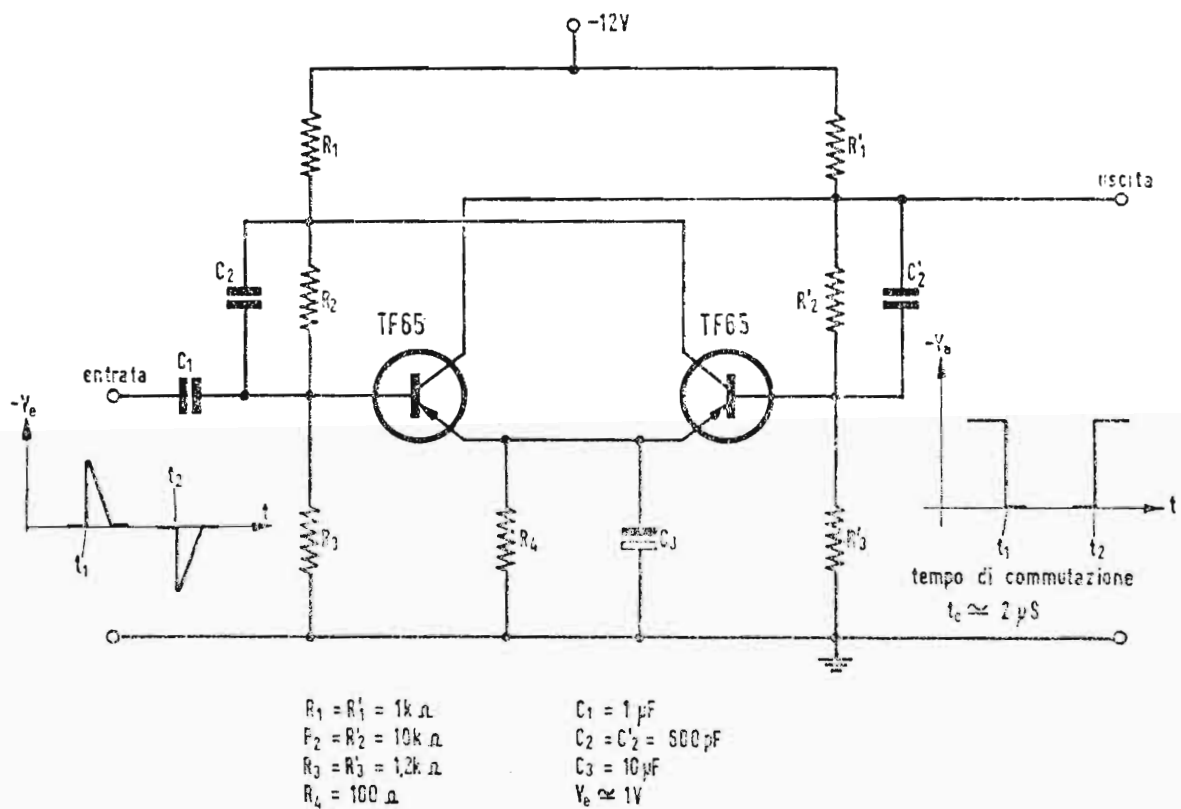 -12V
R1
R'1
uscita
C2
R2
R'2
C'2
TF65
TF65
C1
entrata
-Ve
-Va
t2
t
t1
R3
R4
C3
R'3
t
t1
t2
tempo di commutazione
tc ≃ 2 µS
R1 = R'1 = 1k Ω
R2 = R'2 = 10k Ω
R3 = R'3 = 1,2k Ω
R4 = 100 Ω
C1 = 1 µF
C2 = C'2 = 500 pF
C3 = 10 µF
Ve ≃ 1V